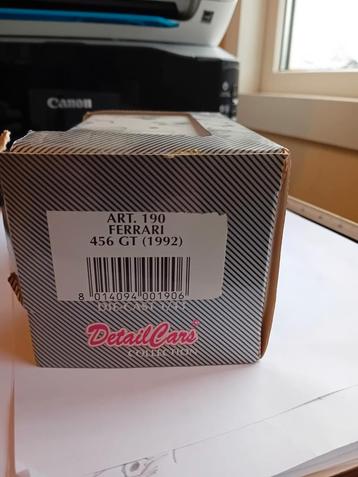 Canon
ART. 190
FERRARI
456 GT (1992)
8 014094 001906
DetailCars
COLLECTION